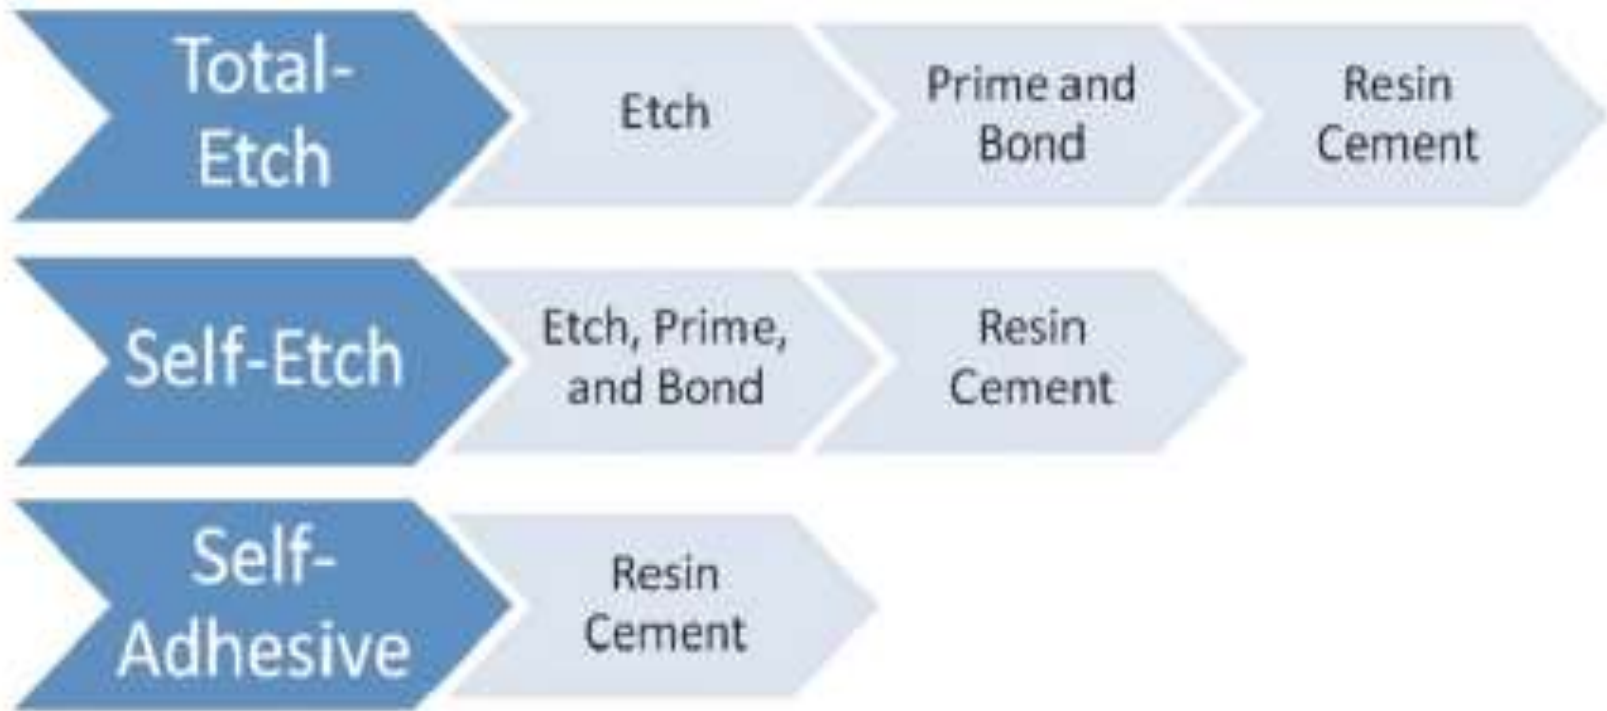 Total-
Etch
Etch
Prime and
Bond
Resin
Cement
Self-Etch
Etch, Prime,
and Bond
Resin
Cement
Self-
Adhesive
Resin
Cement